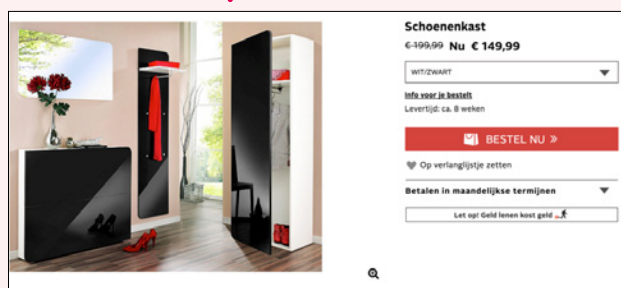 Schoenenkast
€ 199,99 Nu € 149,99
WIT/ZWART
Info voor je bestelt
Levertijd: ca. 8 weken
BESTEL NU »
Op verlanglijstje zetten
Betalen in maandelijkse termijnen
Let op! Geld lenen kost geld